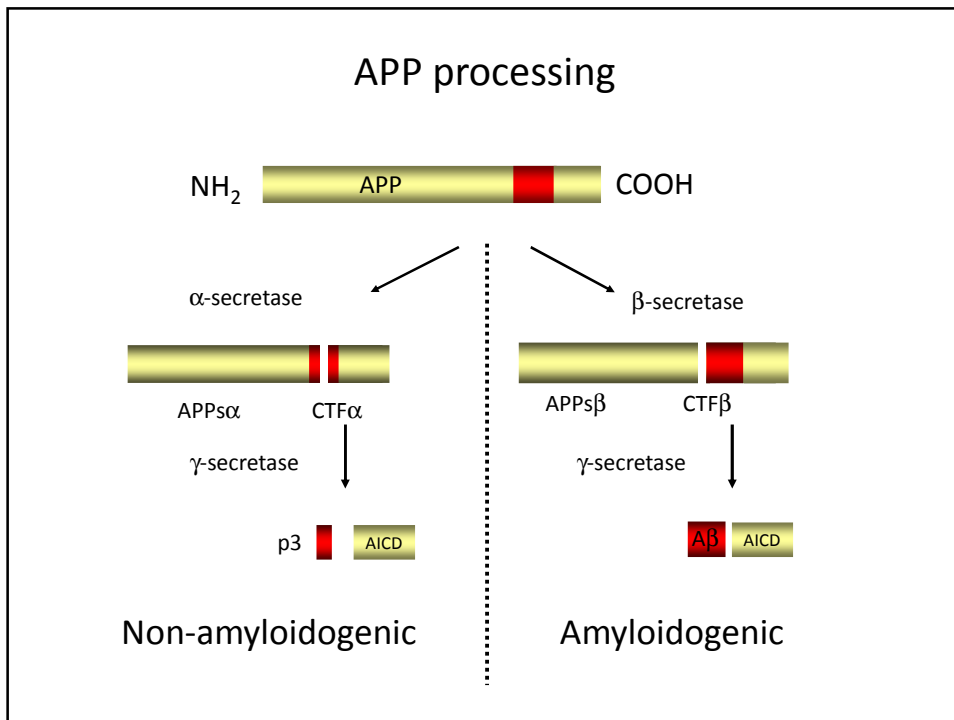 APP processing
NH₂ APP COOH
α-secretase
β-secretase
APPsα CTFα
APPsβ CTFβ
γ-secretase
γ-secretase
p3 AICD
Aβ AICD
Non-amyloidogenic
Amyloidogenic